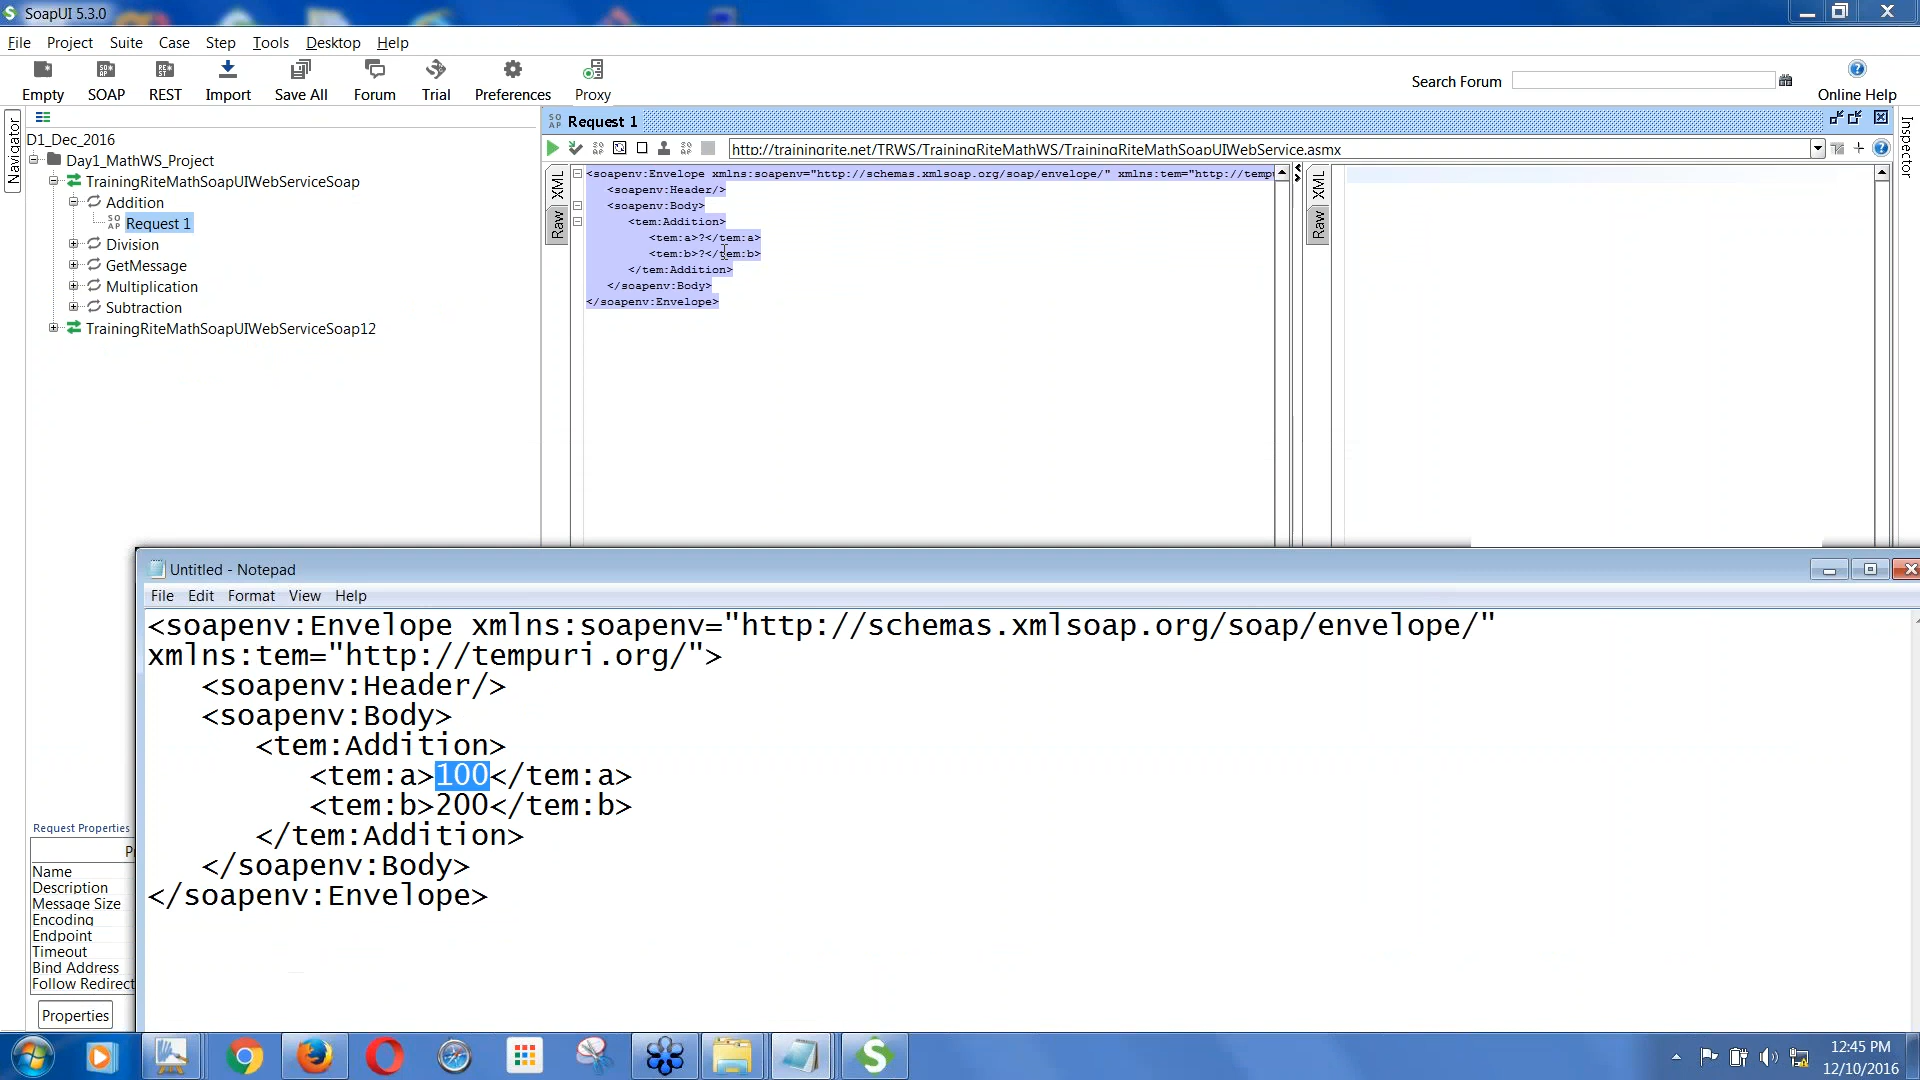 SoapUI 5.3.0
File Project Suite Case Step Tools Desktop Help
Empty SOAP REST Import Save All Forum Trial Preferences Proxy
Search Forum
Online Help
Navigator
D1_Dec_2016
Day1_MathWS_Project
TrainingRiteMathSoapUIWebServiceSoap
Addition
Request 1
Division
GetMessage
Multiplication
Subtraction
TrainingRiteMathSoapUIWebServiceSoap12
Request 1
http://trainingrite.net/TRWS/TrainingRiteMathWS/TrainingRiteMathSoapUIWebService.asmx
XML
Raw
<soapenv:Envelope xmlns:soapenv="http://schemas.xmlsoap.org/soap/envelope/" xmlns:tem="http://temp
<soapenv:Header/>
<soapenv:Body>
<tem:Addition>
<tem:a>?</tem:a>
<tem:b>?</tem:b>
</tem:Addition>
</soapenv:Body>
</soapenv:Envelope>
XML
Raw
Inspector
Untitled - Notepad
File Edit Format View Help
<soapenv:Envelope xmlns:soapenv="http://schemas.xmlsoap.org/soap/envelope/"
xmlns:tem="http://tempuri.org/">
<soapenv:Header/>
<soapenv:Body>
<tem:Addition>
<tem:a>100</tem:a>
<tem:b>200</tem:b>
</tem:Addition>
</soapenv:Body>
</soapenv:Envelope>
Request Properties
P
Name
Description
Message Size
Encoding
Endpoint
Timeout
Bind Address
Follow Redirect
Properties
12:45 PM
12/10/2016